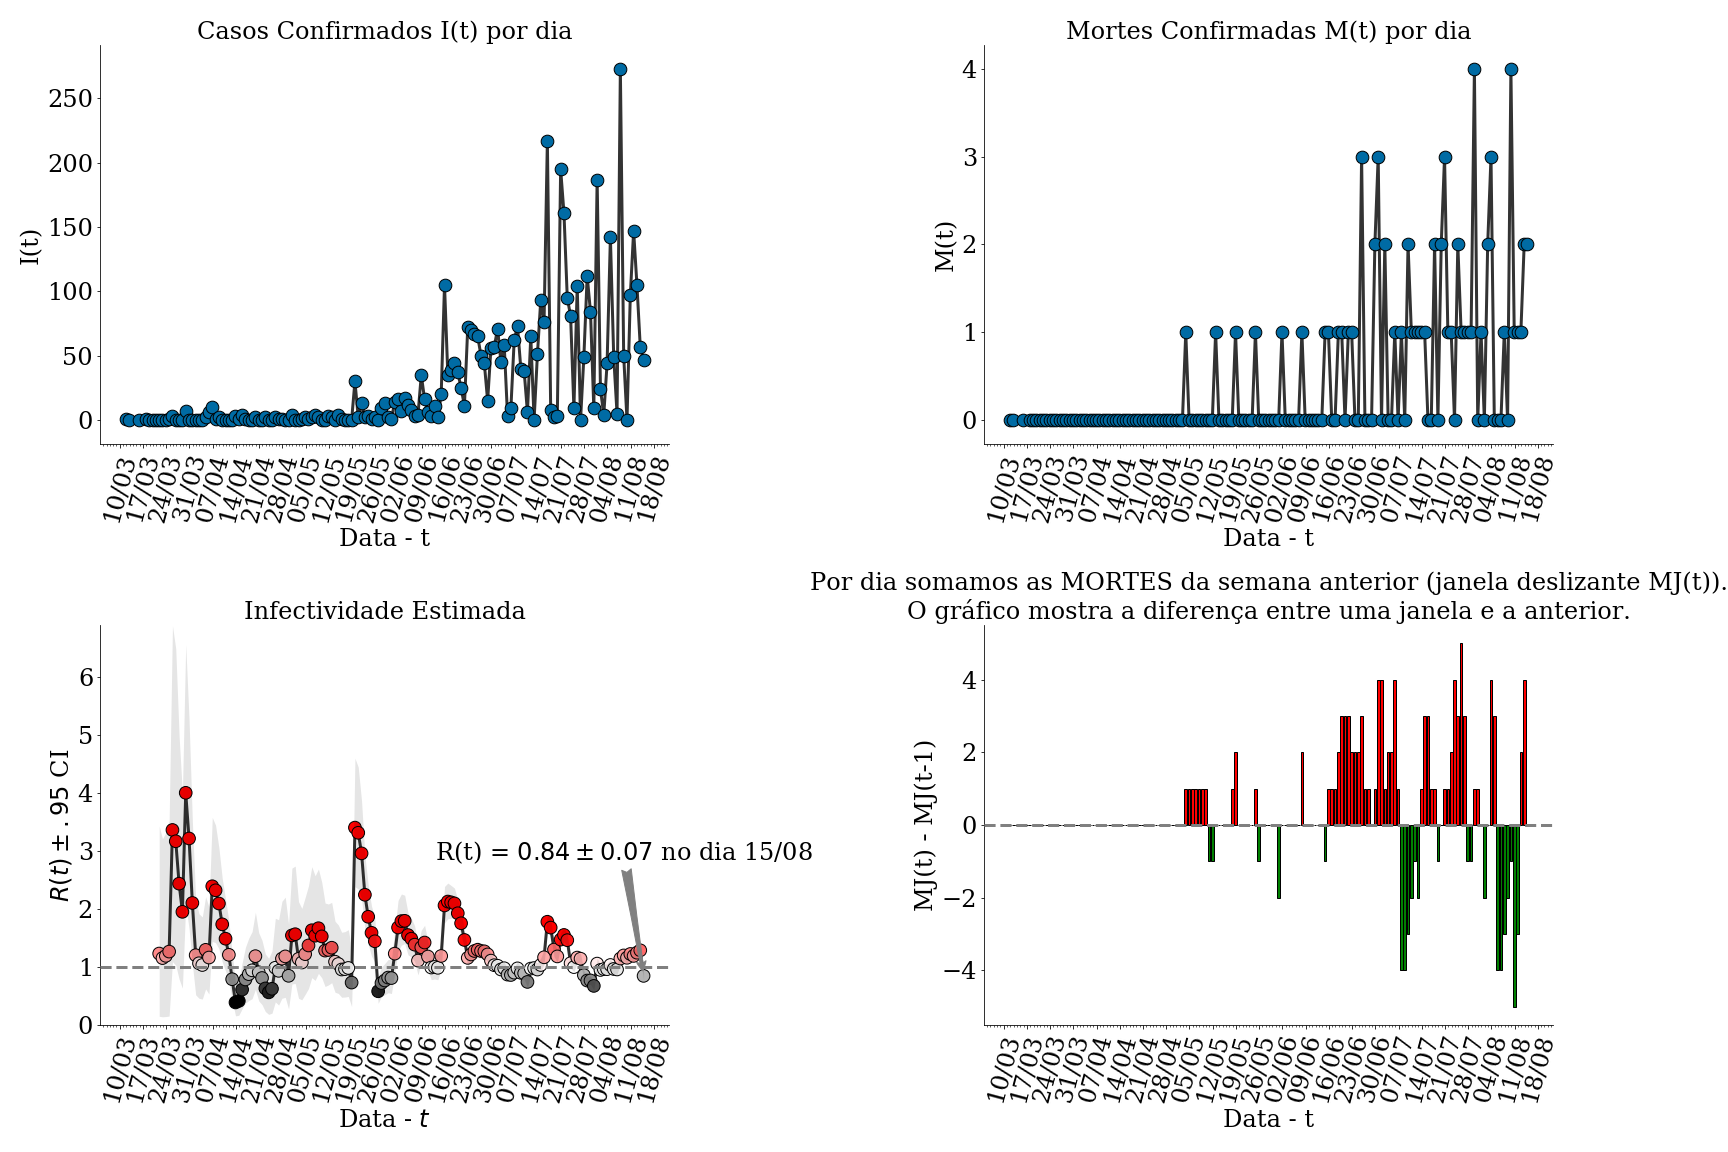 Casos Confirmados I(t) por dia
I(t)
250
200
150
100
50
0
10/03 17/03 24/03 31/03 07/04 14/04 21/04 28/04 05/05 12/05 19/05 26/05 02/06 09/06 16/06 23/06 30/06 07/07 14/07 21/07 28/07 04/08 11/08 18/08
Data - t
Mortes Confirmadas M(t) por dia
M(t)
4
3
2
1
0
10/03 17/03 24/03 31/03 07/04 14/04 21/04 28/04 05/05 12/05 19/05 26/05 02/06 09/06 16/06 23/06 30/06 07/07 14/07 21/07 28/07 04/08 11/08 18/08
Data - t
Infectividade Estimada
R(t) ± .95 CI
6
5
4
3
2
1
0
R(t) = 0.84 ± 0.07 no dia 15/08
10/03 17/03 24/03 31/03 07/04 14/04 21/04 28/04 05/05 12/05 19/05 26/05 02/06 09/06 16/06 23/06 30/06 07/07 14/07 21/07 28/07 04/08 11/08 18/08
Data - t
Por dia somamos as MORTES da semana anterior (janela deslizante MJ(t)).
O gráfico mostra a diferença entre uma janela e a anterior.
MJ(t) - MJ(t-1)
4
2
0
−2
−4
10/03 17/03 24/03 31/03 07/04 14/04 21/04 28/04 05/05 12/05 19/05 26/05 02/06 09/06 16/06 23/06 30/06 07/07 14/07 21/07 28/07 04/08 11/08 18/08
Data - t